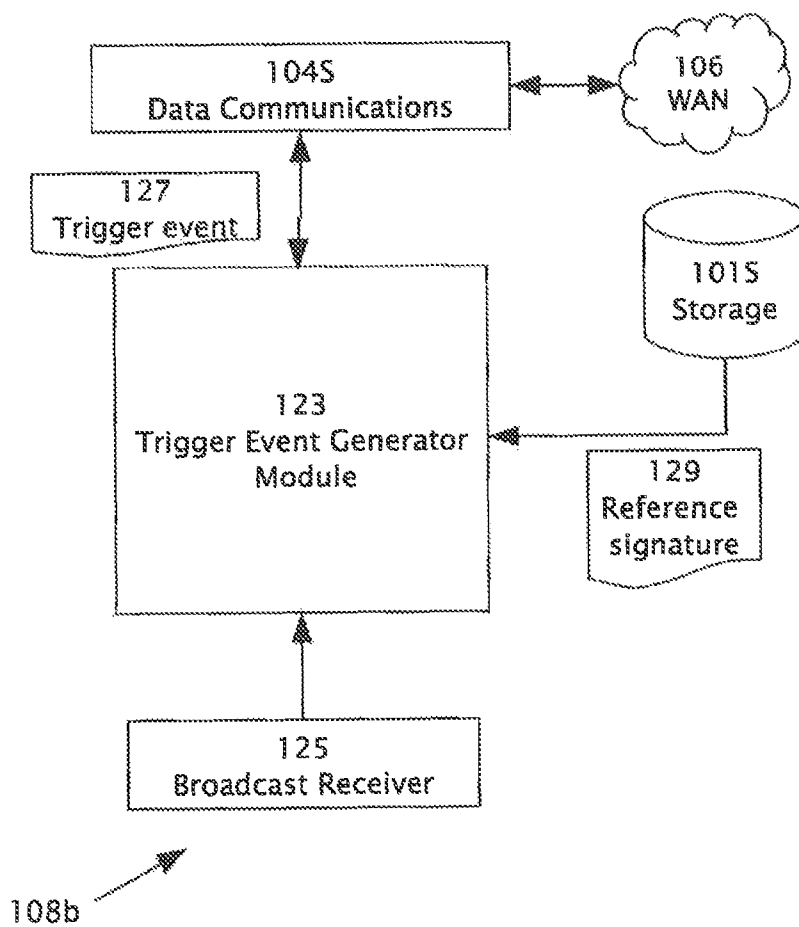 104S
Data Communications
106
WAN
127
Trigger event
101S
Storage
123
Trigger Event Generator
Module
129
Reference
signature
125
Broadcast Receiver
108b